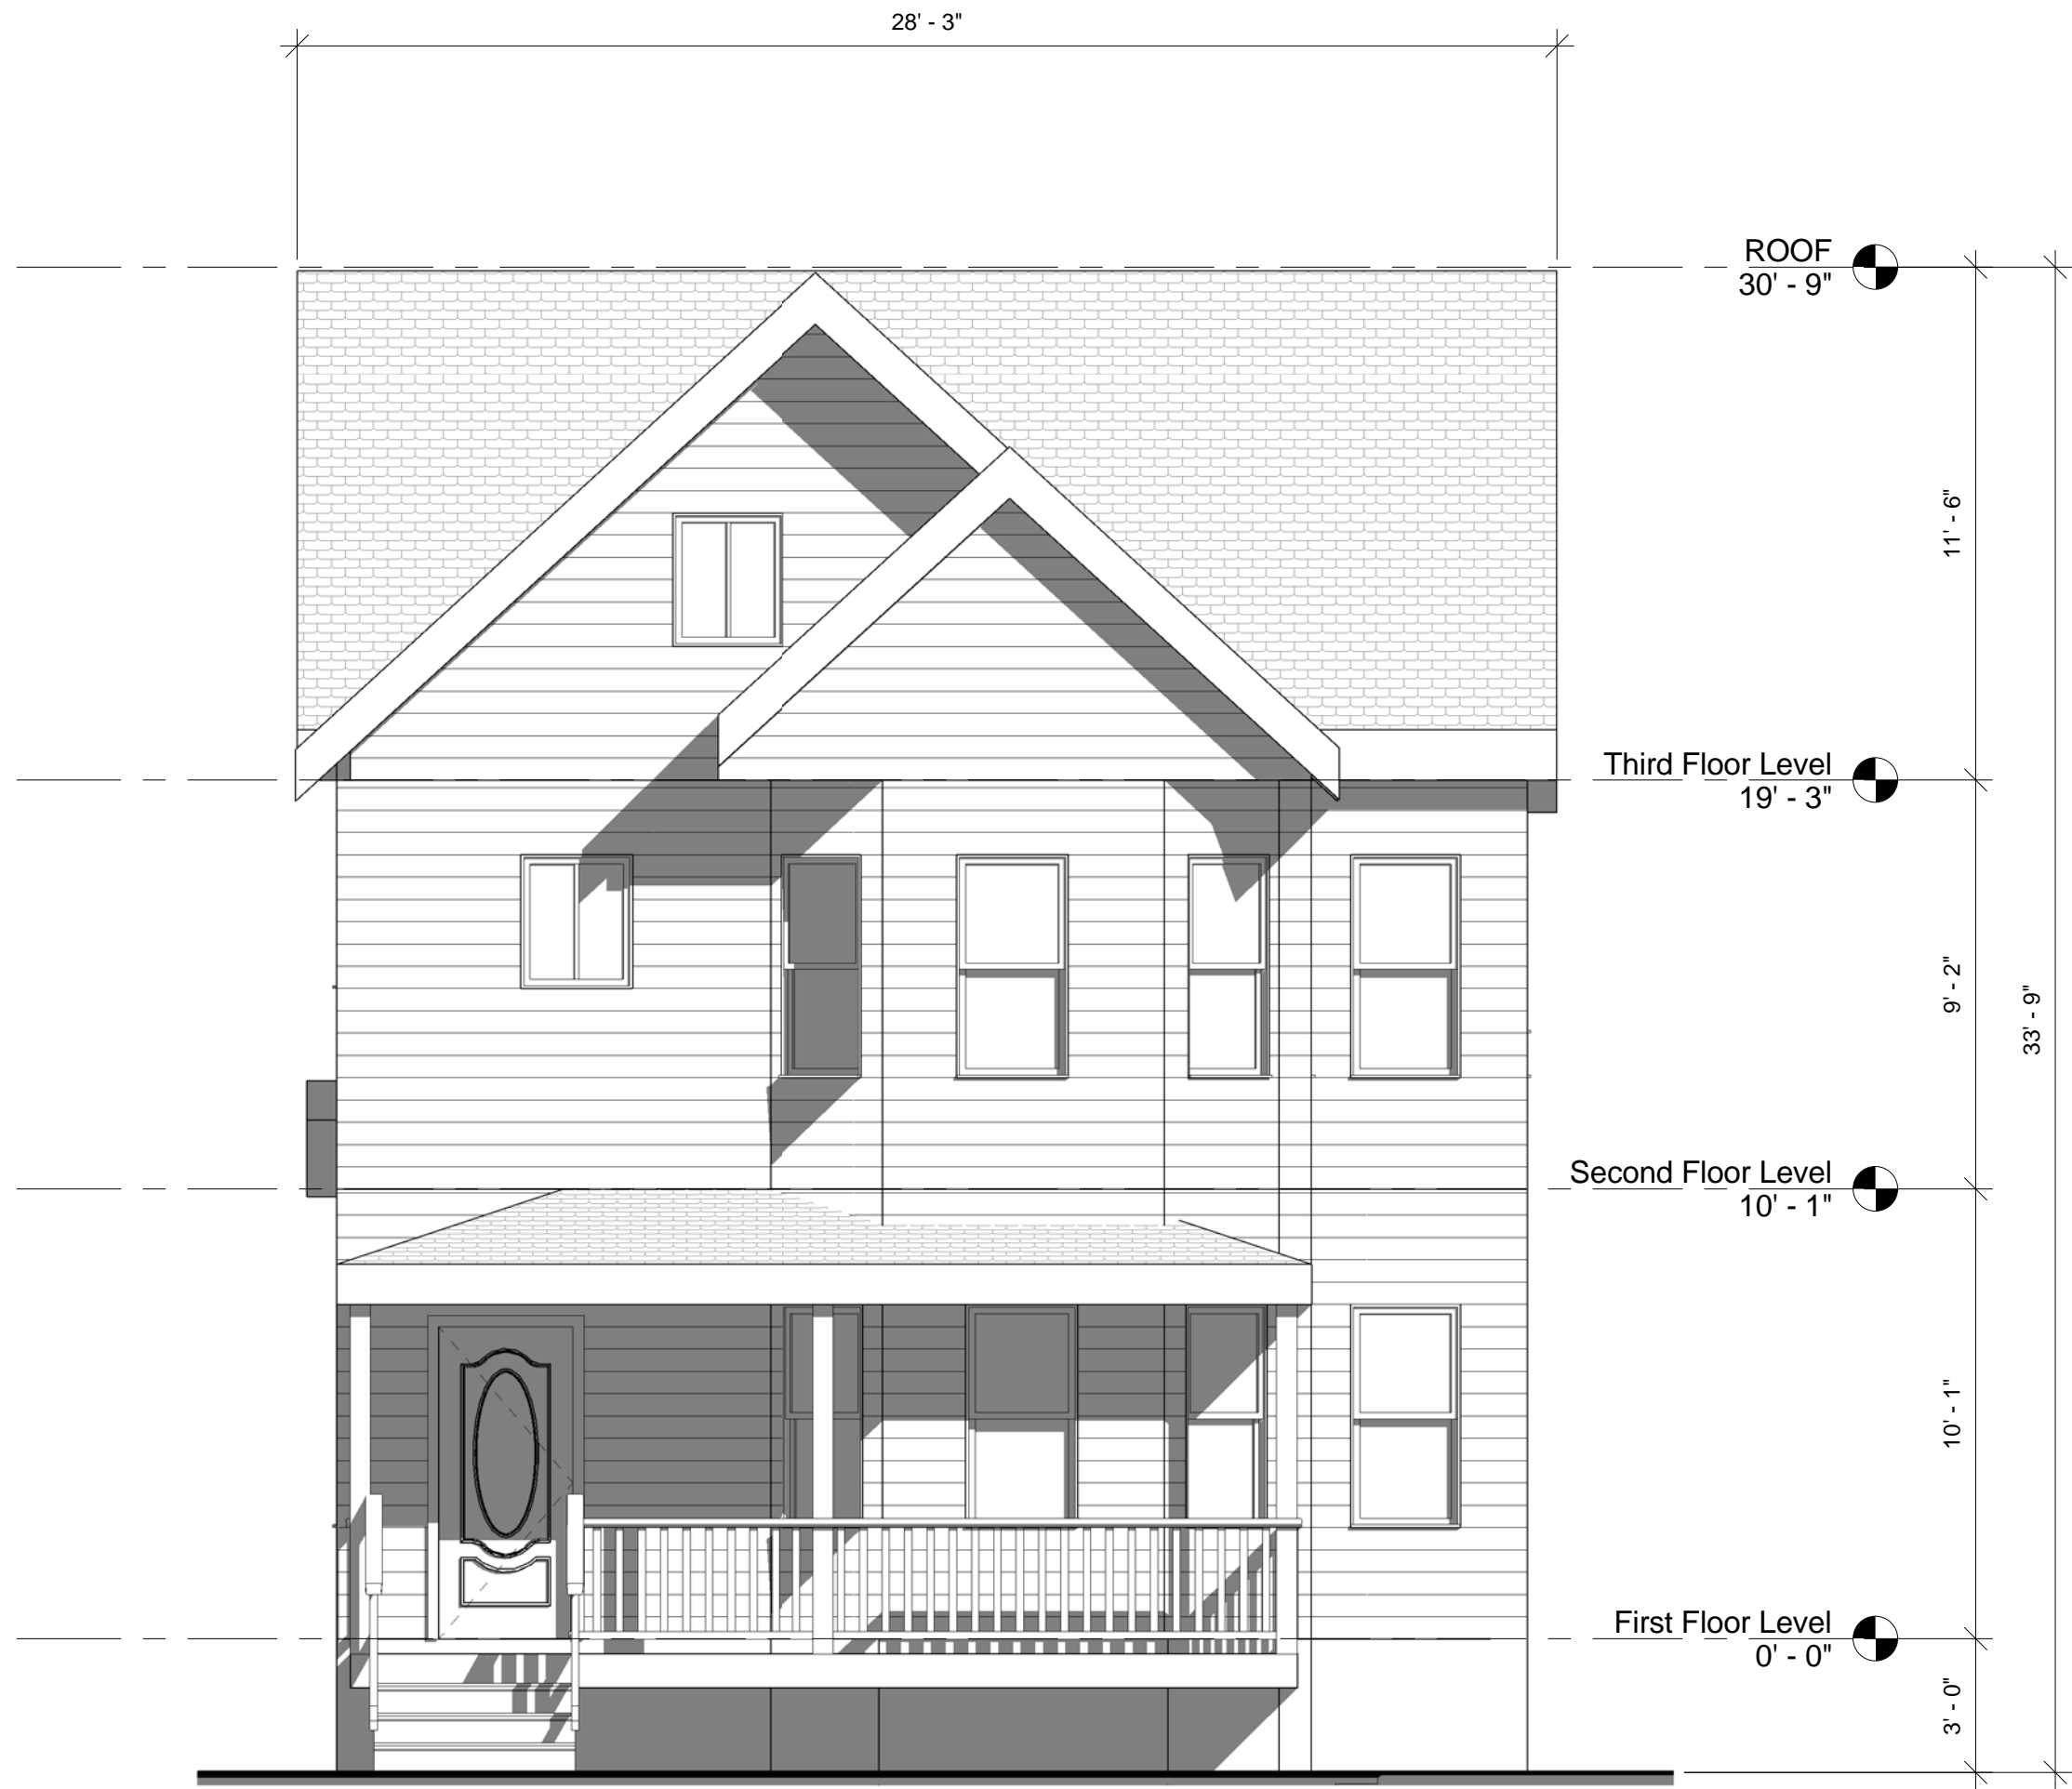 28' - 3"
ROOF
30' - 9"
11' - 6"
Third Floor Level
19' - 3"
9' - 2"
33' - 9"
Second Floor Level
10' - 1"
10' - 1"
First Floor Level
0' - 0"
3' - 0"